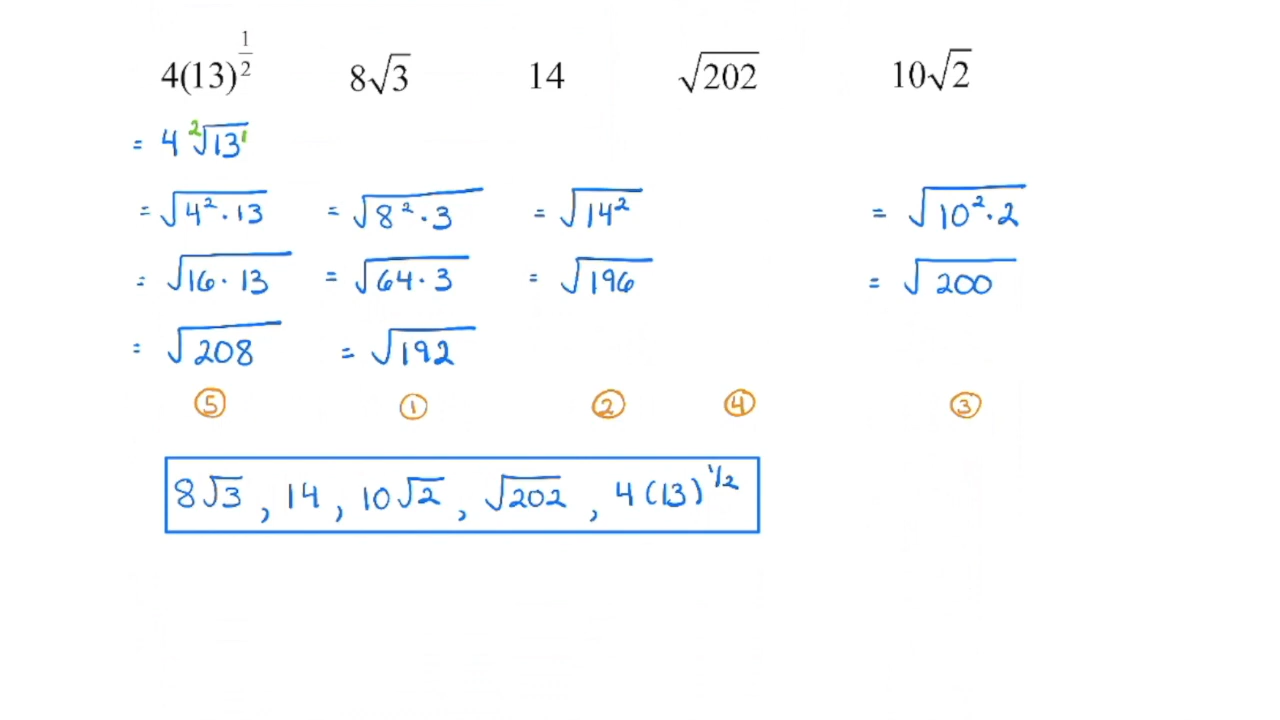 4(13)^{1/2} 8√3 14 √202 10√2
= 4 ²√13¹
= √4²·13 = √8²·3 = √14² = √10²·2
= √16·13 = √64·3 = √196 = √200
= √208 = √192
⑤ ① ② ④ ③
8√3 , 14 , 10√2 , √202 , 4(13)^{1/2}